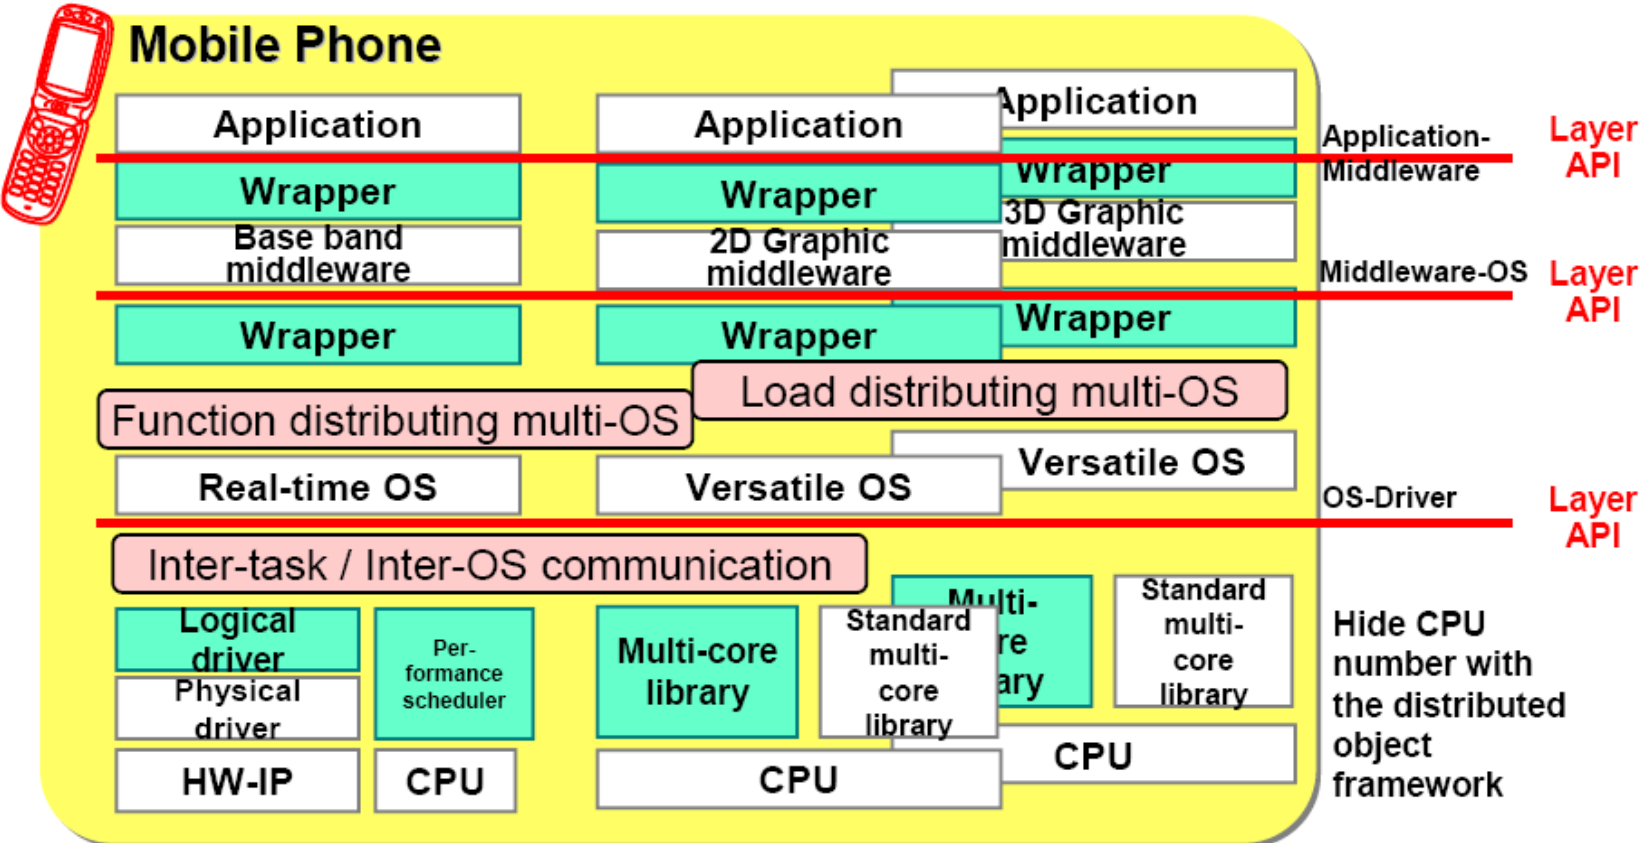 Mobile Phone
Application
Application
Application
Application-
Middleware
Layer
API
Wrapper
Wrapper
Wrapper
Base band
middleware
2D Graphic
middleware
3D Graphic
middleware
Middleware-OS
Layer
API
Wrapper
Wrapper
Wrapper
Function distributing multi-OS
Load distributing multi-OS
Real-time OS
Versatile OS
Versatile OS
OS-Driver
Layer
API
Inter-task / Inter-OS communication
Logical
driver
Physical
driver
HW-IP
Per-
formance
scheduler
CPU
Multi-core
library
Standard
multi-
core
library
CPU
Multi-
re
ary
Standard
multi-
core
library
CPU
Hide CPU
number with
the distributed
object
framework